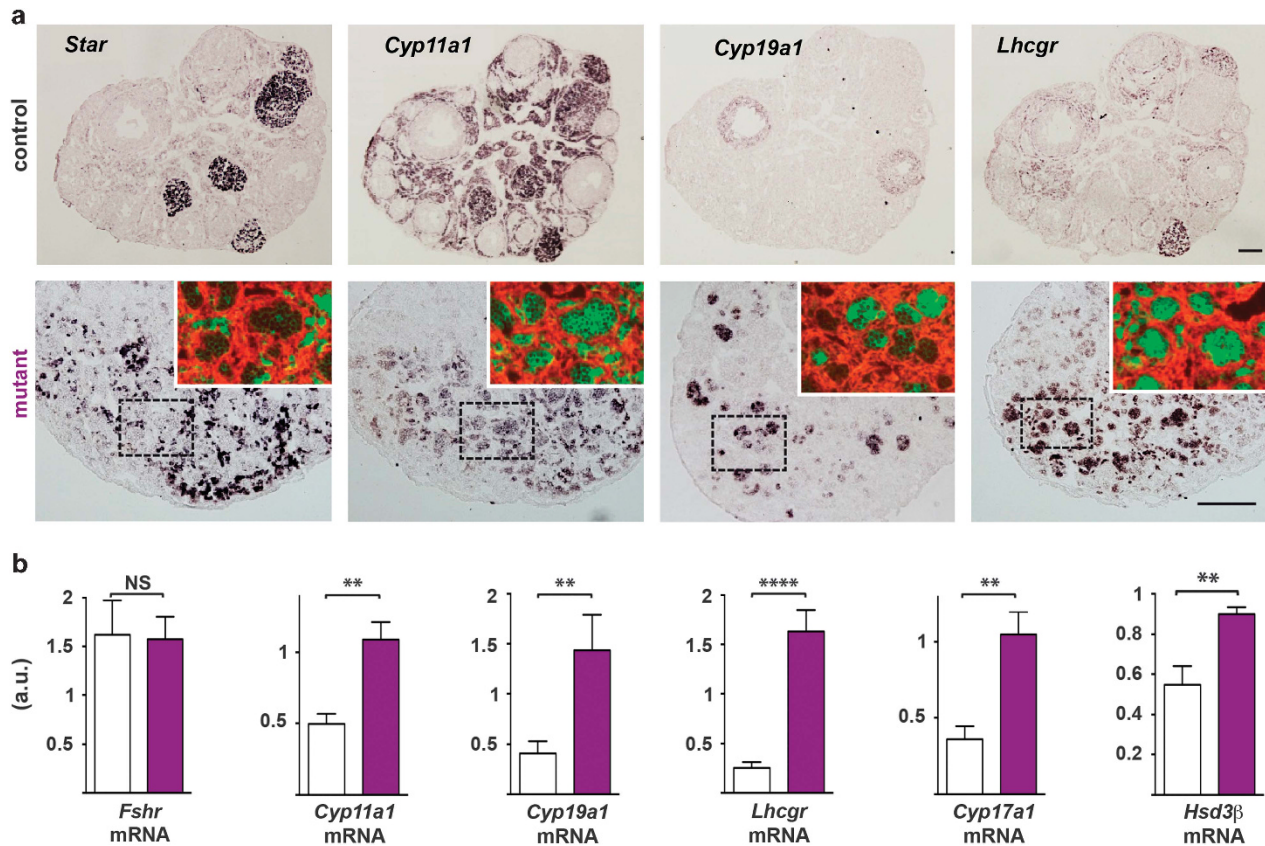 a
Star
Cyp11a1
Cyp19a1
Lhcgr
control
mutant
b
NS
**
**
****
**
**
(a.u.)
2
1.5
1
0.5
1
0.5
2
1.5
1
0.5
2
1.5
1
0.5
1
0.5
1
0.8
0.6
0.4
0.2
Fshr
mRNA
Cyp11a1
mRNA
Cyp19a1
mRNA
Lhcgr
mRNA
Cyp17a1
mRNA
Hsd3β
mRNA